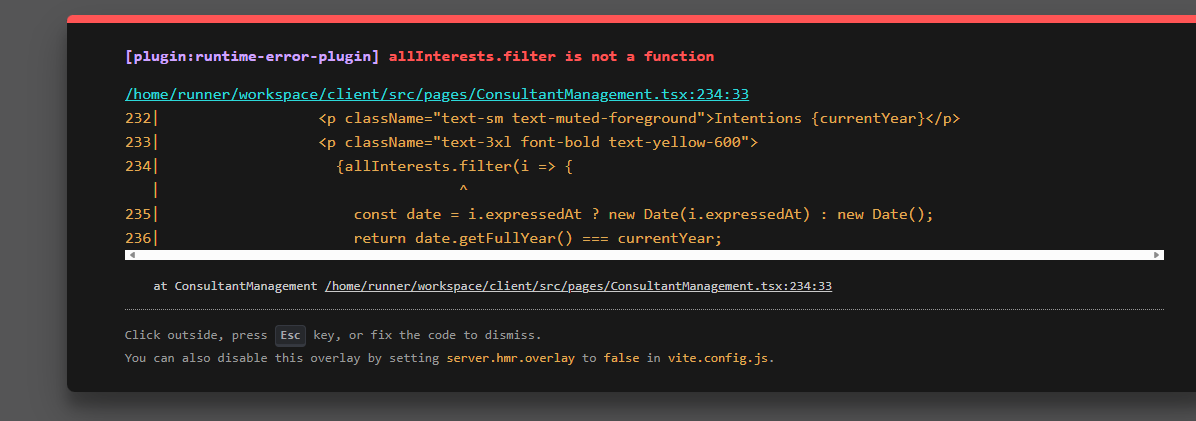 [plugin:runtime-error-plugin] allInterests.filter is not a function
/home/runner/workspace/client/src/pages/ConsultantManagement.tsx:234:33
232|                  <p className="text-sm text-muted-foreground">Intentions {currentYear}</p>
233|                  <p className="text-3xl font-bold text-yellow-600">
234|                    {allInterests.filter(i => {
   |                                  ^
235|                      const date = i.expressedAt ? new Date(i.expressedAt) : new Date();
236|                      return date.getFullYear() === currentYear;
at ConsultantManagement /home/runner/workspace/client/src/pages/ConsultantManagement.tsx:234:33
Click outside, press Esc key, or fix the code to dismiss.
You can also disable this overlay by setting server.hmr.overlay to false in vite.config.js.